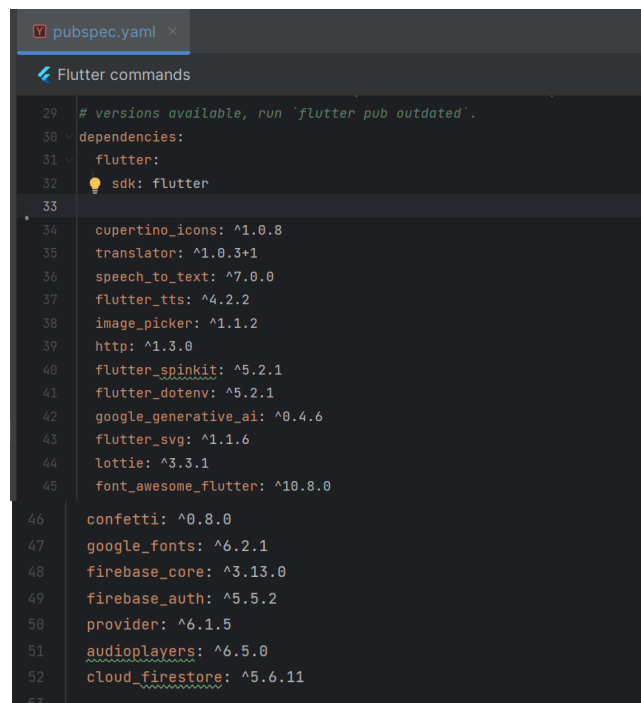 pubspec.yaml
Flutter commands
29 # versions available, run `flutter pub outdated`.
30 dependencies:
31 flutter:
32 sdk: flutter
33
34 cupertino_icons: ^1.0.8
35 translator: ^1.0.3+1
36 speech_to_text: ^7.0.0
37 flutter_tts: ^4.2.2
38 image_picker: ^1.1.2
39 http: ^1.3.0
40 flutter_spinkit: ^5.2.1
41 flutter_dotenv: ^5.2.1
42 google_generative_ai: ^0.4.6
43 flutter_svg: ^1.1.6
44 lottie: ^3.3.1
45 font_awesome_flutter: ^10.8.0
46 confetti: ^0.8.0
47 google_fonts: ^6.2.1
48 firebase_core: ^3.13.0
49 firebase_auth: ^5.5.2
50 provider: ^6.1.5
51 audioplayers: ^6.5.0
52 cloud_firestore: ^5.6.11
53